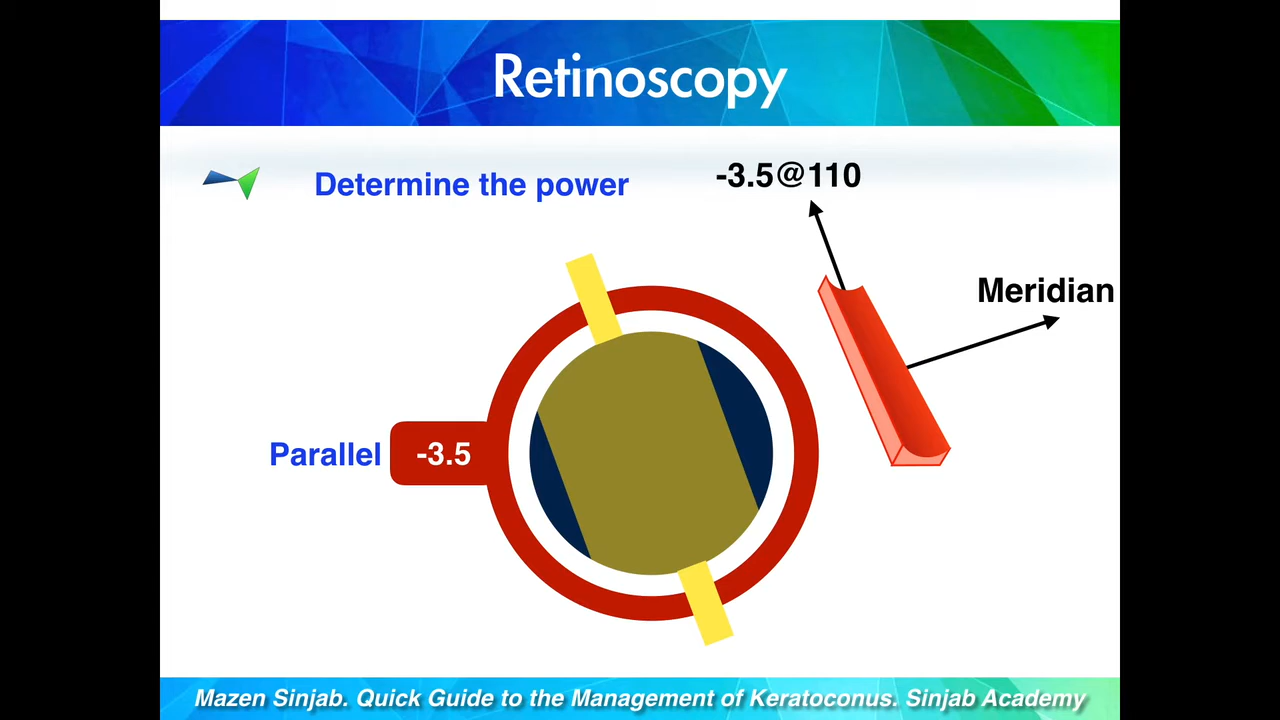 Retinoscopy
Determine the power
-3.5@110
Meridian
Parallel
-3.5
Mazen Sinjab. Quick Guide to the Management of Keratoconus. Sinjab Academy